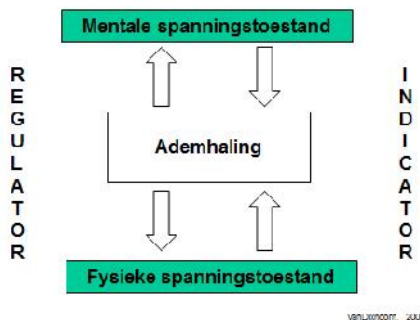 Mentale spanningstoestand
REGULATOR
INDICATOR
Ademhaling
Fysieke spanningstoestand